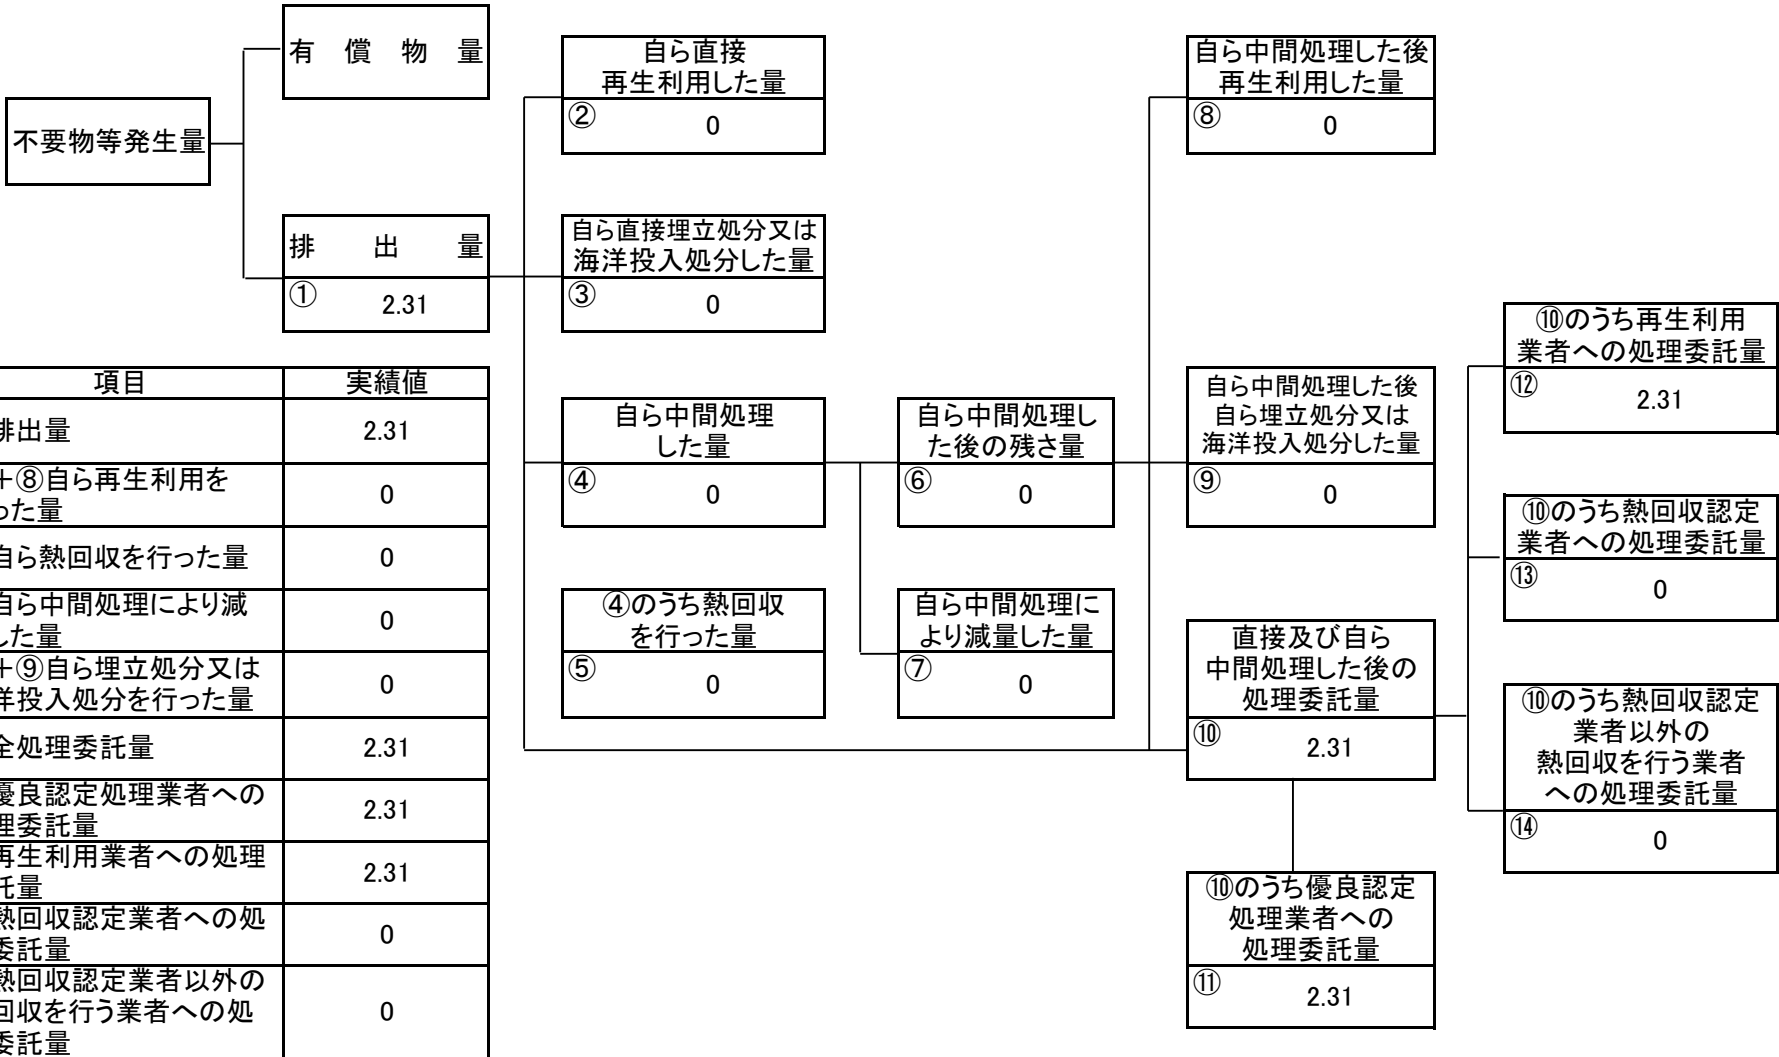 有償物量
不要物等発生量
排出量
①
2.31
自ら直接
再生利用した量
②
0
自ら直接埋立処分又は
海洋投入処分した量
③
0
自ら中間処理
した量
④
0
④のうち熱回収
を行った量
⑤
0
自ら中間処理し
た後の残さ量
⑥
0
自ら中間処理に
より減量した量
⑦
0
自ら中間処理した後
再生利用した量
⑧
0
自ら中間処理した後
自ら埋立処分又は
海洋投入処分した量
⑨
0
直接及び自ら
中間処理した後の
処理委託量
⑩
2.31
⑩のうち優良認定
処理業者への
処理委託量
⑪
2.31
⑩のうち再生利用
業者への処理委託量
⑫
2.31
⑩のうち熱回収認定
業者への処理委託量
⑬
0
⑩のうち熱回収認定
業者以外の
熱回収を行う業者
への処理委託量
⑭
0
項目 実績値
排出量 2.31
+⑧自ら再生利用を
った量
0
自ら熱回収を行った量 0
自ら中間処理により減
した量
0
+⑨自ら埋立処分又は
洋投入処分を行った量
0
全処理委託量 2.31
優良認定処理業者への
理委託量
2.31
再生利用業者への処理
託量
2.31
熱回収認定業者への処
委託量
0
熱回収認定業者以外の
回収を行う業者への処
委託量
0